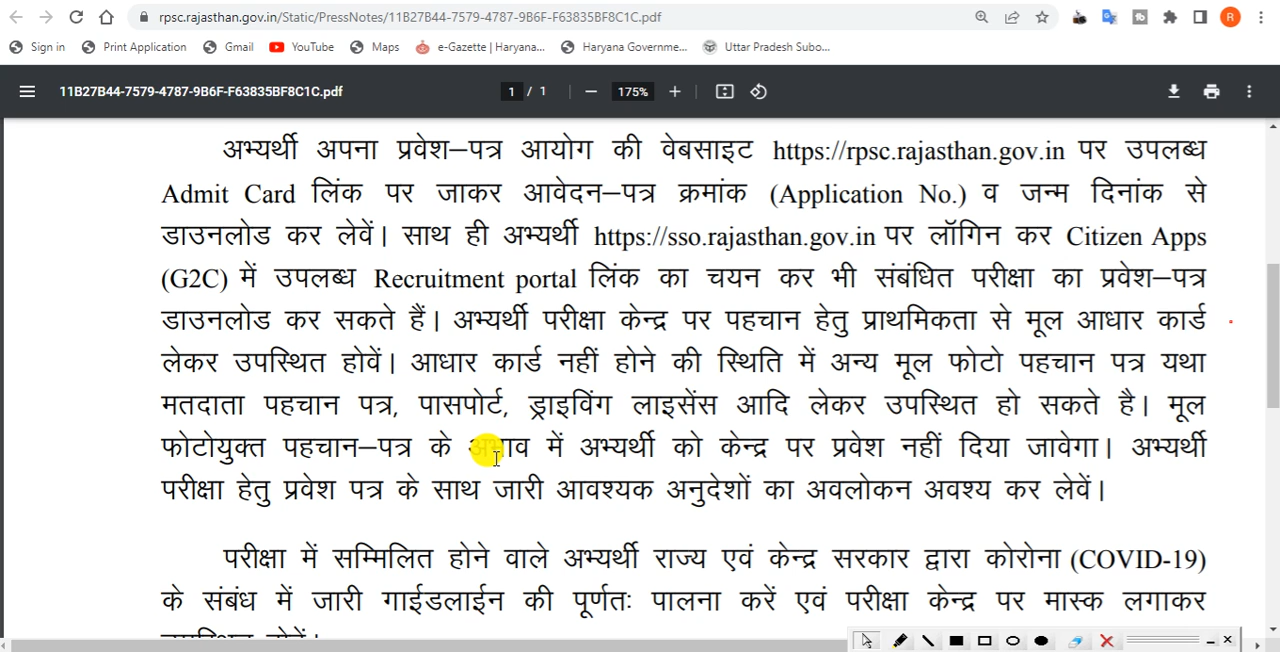 rpsc.rajasthan.gov.in/Static/PressNotes/11B27B44-7579-4787-9B6F-F63835BF8C1C.pdf
R
Sign in Print Application Gmail YouTube Maps e-Gazette | Haryana... Haryana Governme... Uttar Pradesh Subo...
11B27B44-7579-4787-9B6F-F63835BF8C1C.pdf 1 / 1 175%
अभ्यर्थी अपना प्रवेश–पत्र आयोग की वेबसाइट https://rpsc.rajasthan.gov.in पर उपलब्ध
Admit Card लिंक पर जाकर आवेदन–पत्र क्रमांक (Application No.) व जन्म दिनांक से
डाउनलोड कर लेवें। साथ ही अभ्यर्थी https://sso.rajasthan.gov.in पर लॉगिन कर Citizen Apps
(G2C) में उपलब्ध Recruitment portal लिंक का चयन कर भी संबंधित परीक्षा का प्रवेश–पत्र
डाउनलोड कर सकते हैं। अभ्यर्थी परीक्षा केन्द्र पर पहचान हेतु प्राथमिकता से मूल आधार कार्ड
लेकर उपस्थित होवें। आधार कार्ड नहीं होने की स्थिति में अन्य मूल फोटो पहचान पत्र यथा
मतदाता पहचान पत्र, पासपोर्ट, ड्राइविंग लाइसेंस आदि लेकर उपस्थित हो सकते है। मूल
फोटोयुक्त पहचान–पत्र के अभाव में अभ्यर्थी को केन्द्र पर प्रवेश नहीं दिया जावेगा। अभ्यर्थी
परीक्षा हेतु प्रवेश पत्र के साथ जारी आवश्यक अनुदेशों का अवलोकन अवश्य कर लेवें।
परीक्षा में सम्मिलित होने वाले अभ्यर्थी राज्य एवं केन्द्र सरकार द्वारा कोरोना (COVID-19)
के संबंध में जारी गाईडलाईन की पूर्णतः पालना करें एवं परीक्षा केन्द्र पर मास्क लगाकर